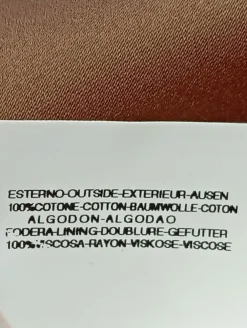 ESTERNO-OUTSIDE-EXTERIEUR-AUSEN
100%COTONE-COTTON-BAUMWOLLE-COTON
ALGODON-ALGODAO
FODERA-LINING-DOUBLURE-GEFUTTER
100%VISCOSA-RAYON-VISKOSE-VISCOSE